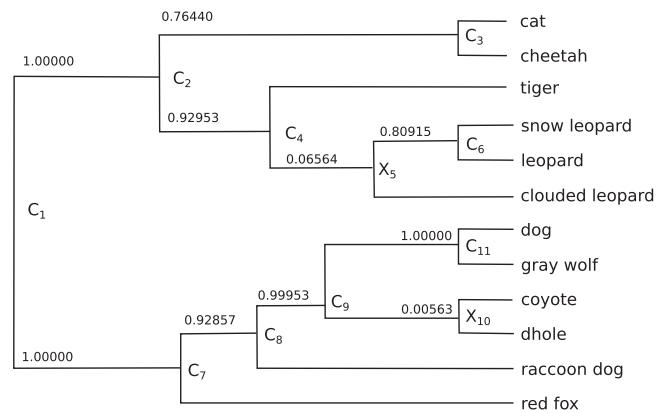 0.76440
cat
C3
cheetah
1.00000
C2
tiger
0.92953
snow leopard
0.80915
C4
C6
0.06564
leopard
X5
clouded leopard
C1
dog
1.00000
C11
gray wolf
0.99953
coyote
C9
0.00563
X10
0.92857
dhole
C8
1.00000
C7
raccoon dog
red fox